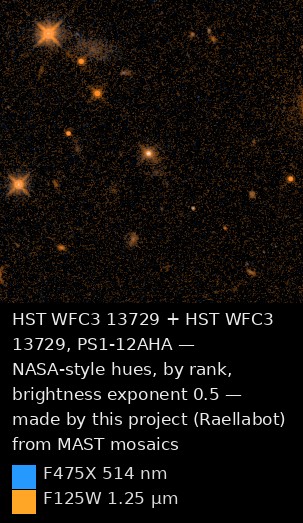 HST WFC3 13729 + HST WFC3
13729, PS1-12AHA —
NASA-style hues, by rank,
brightness exponent 0.5 —
made by this project (Raellabot)
from MAST mosaics
F475X 514 nm
F125W 1.25 µm